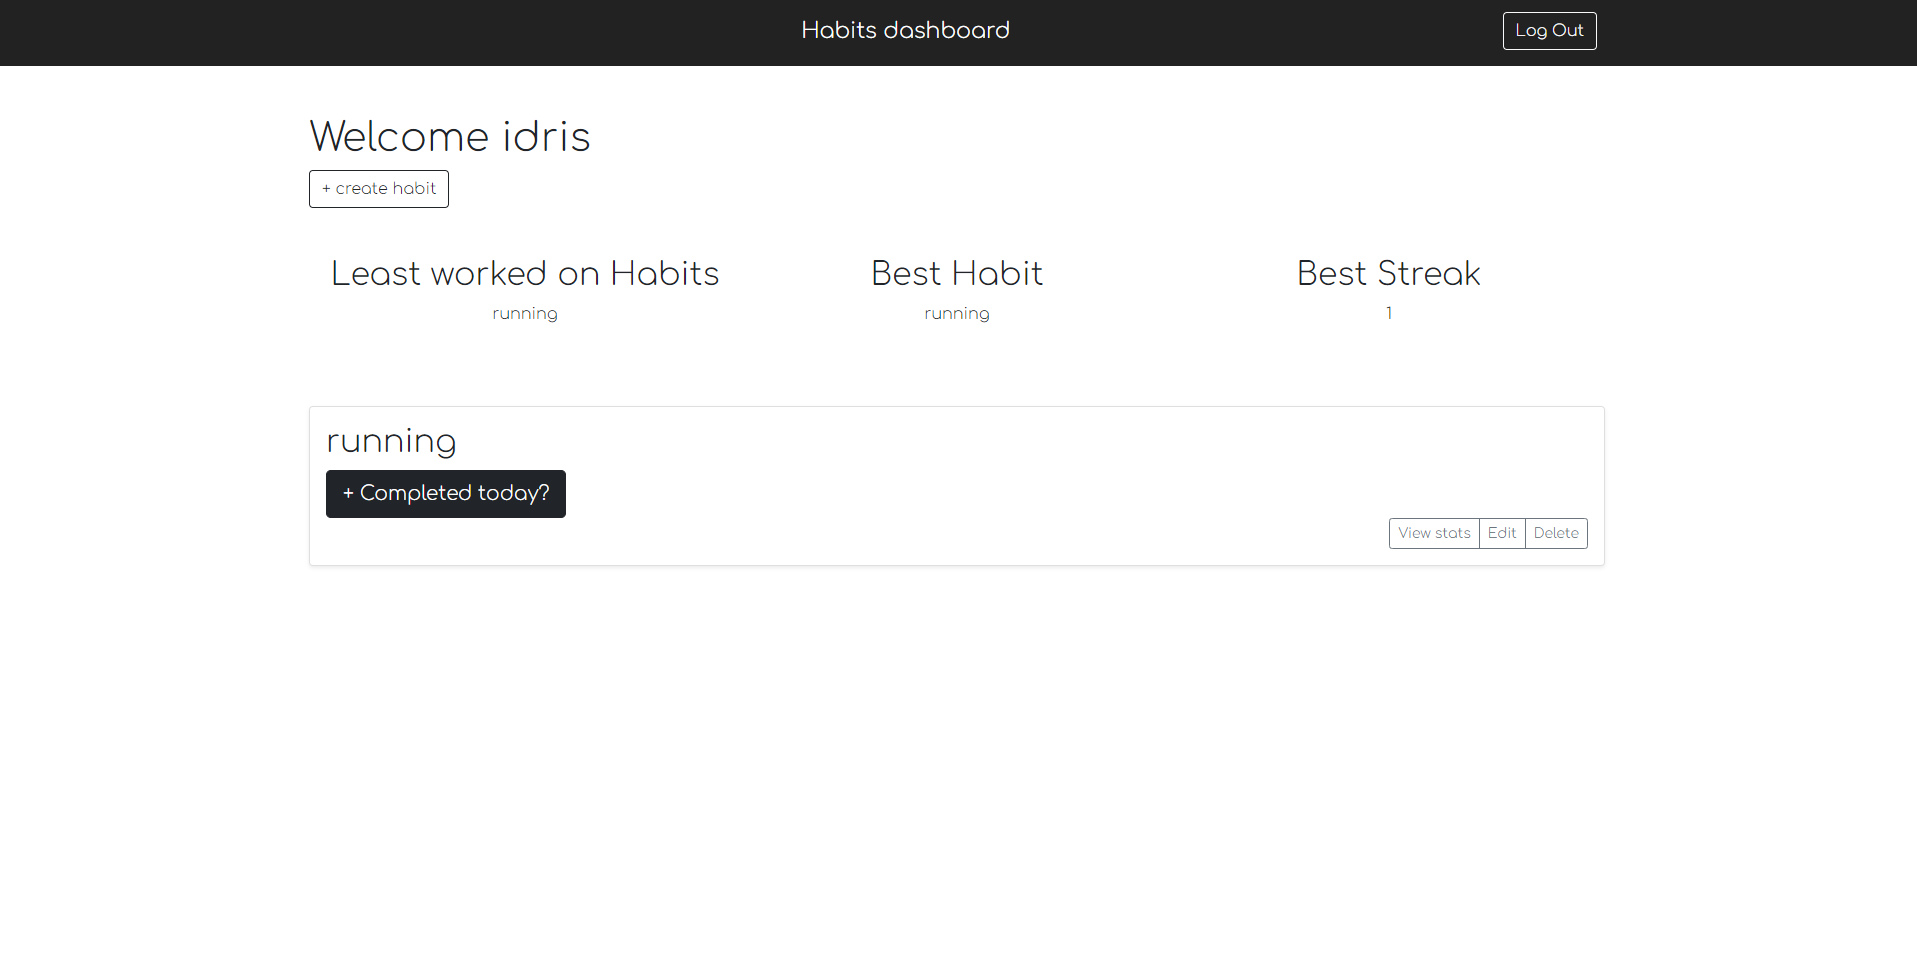 Habits dashboard
Log Out
Welcome idris
+ create habit
Least worked on Habits
running
Best Habit
running
Best Streak
1
running
+ Completed today?
View stats
Edit
Delete